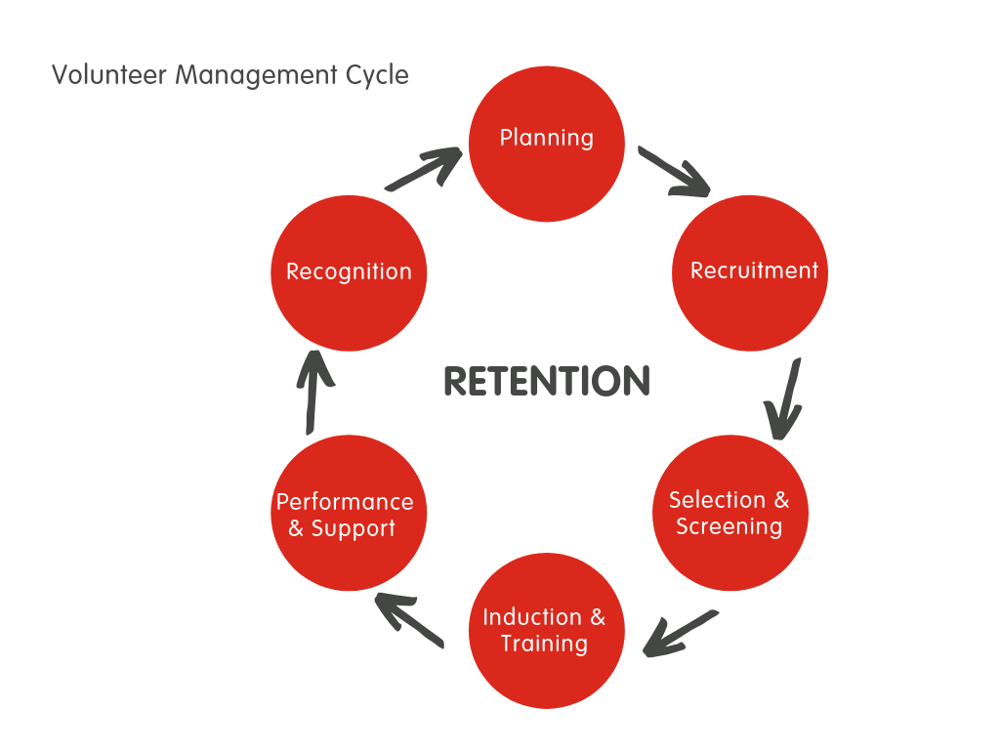 Volunteer Management Cycle
Planning
Recruitment
Selection &
Screening
Induction &
Training
Performance
& Support
Recognition
RETENTION